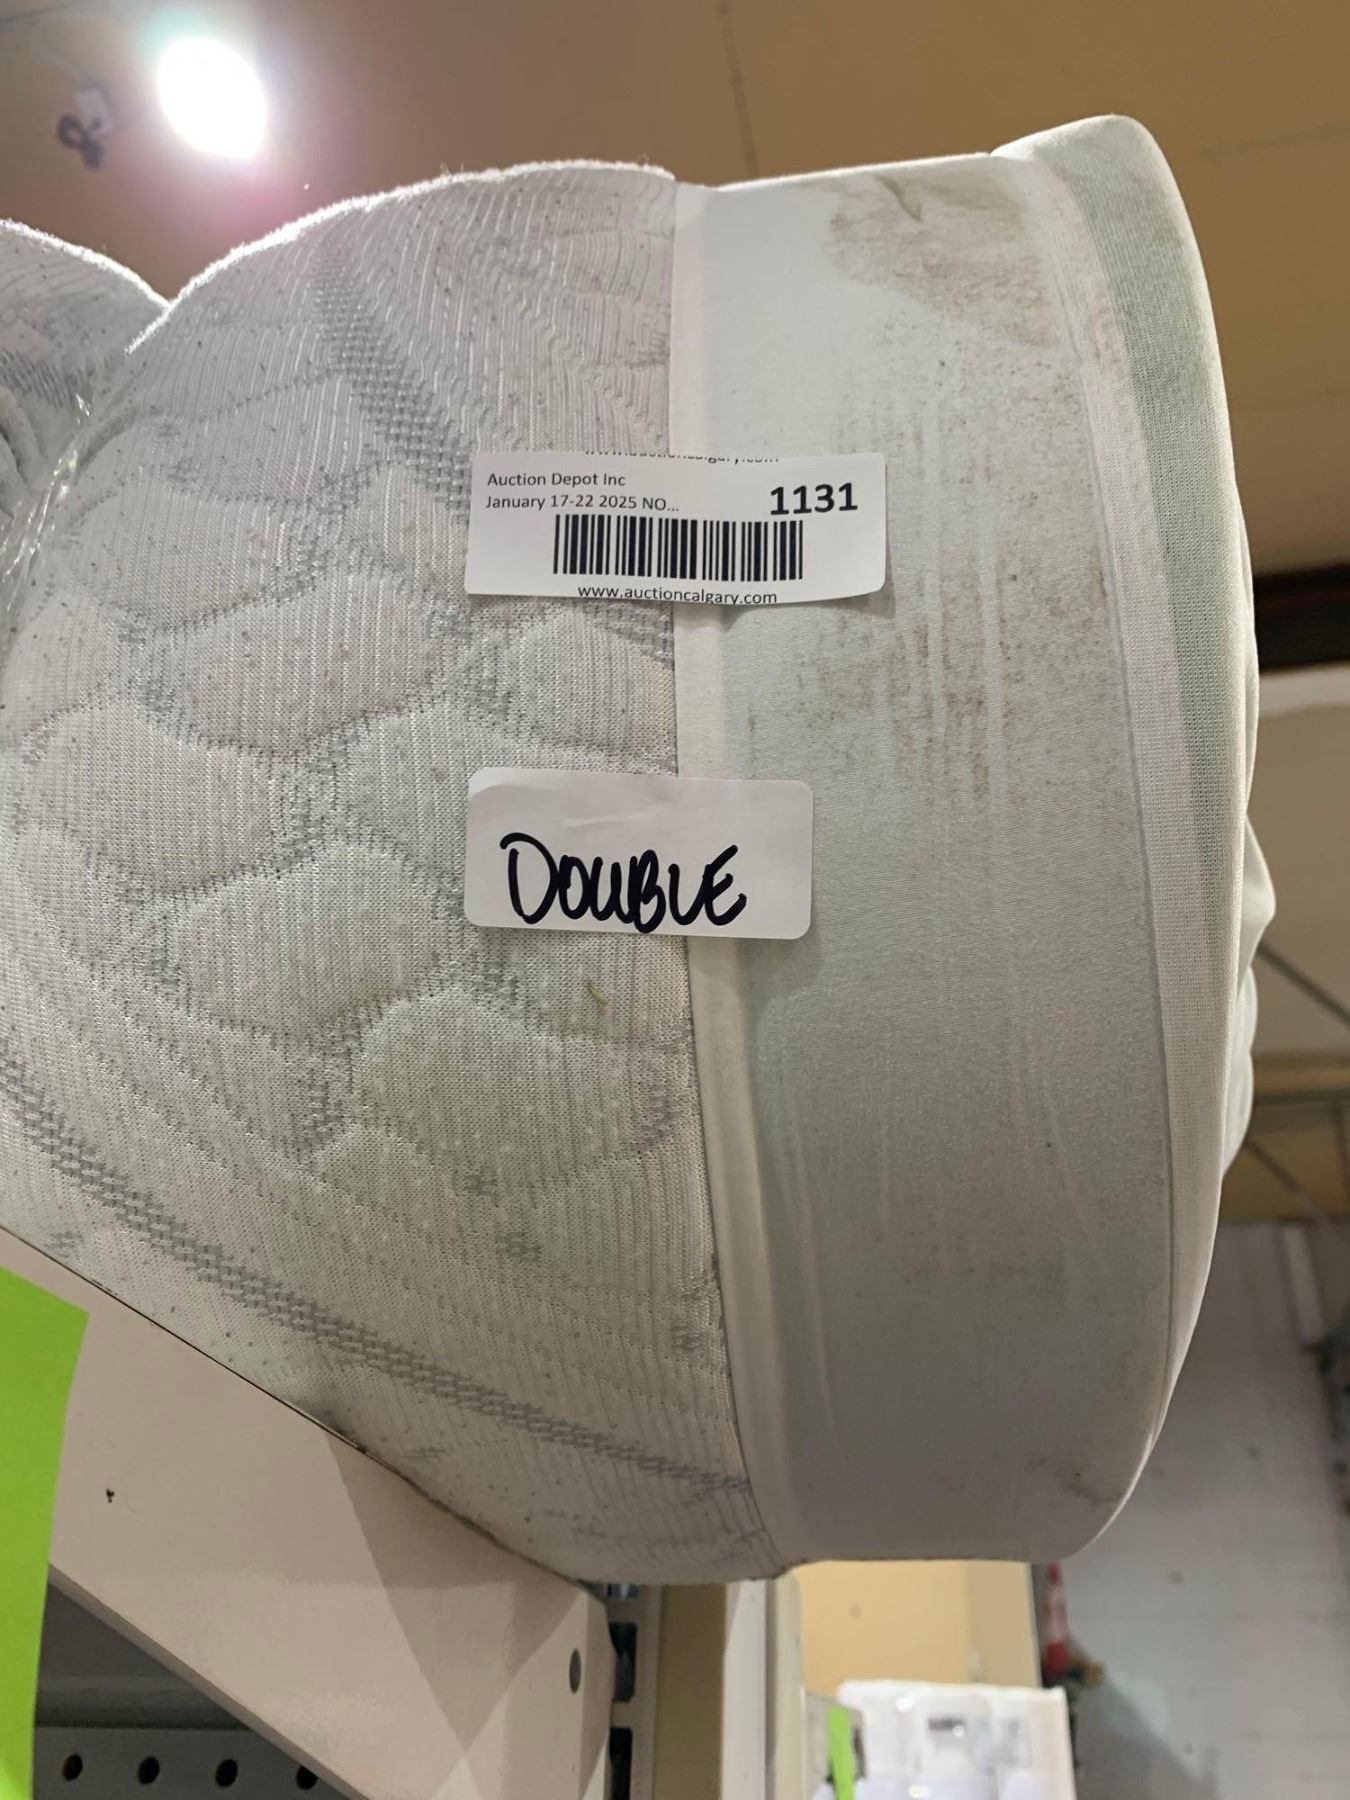 Auction Depot Inc
January 17-22 2025 NO...
1131
www.auctioncalgary.com
DOUBLE